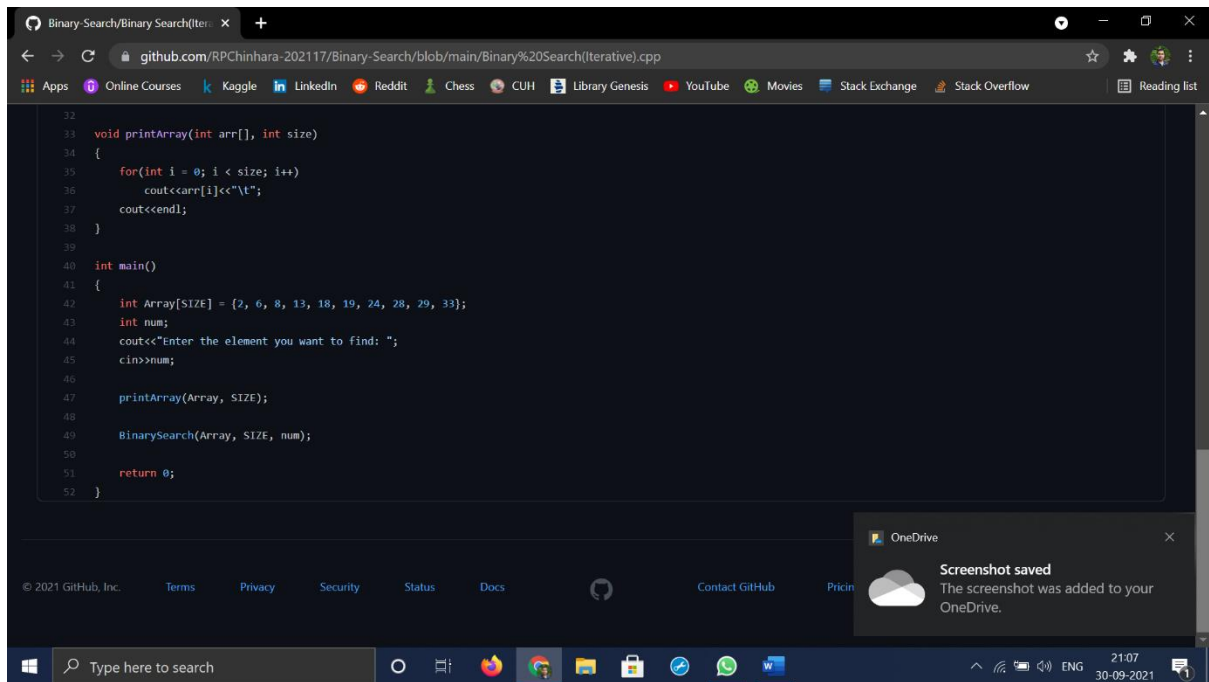 Binary-Search/Binary Search(Iter
github.com/RPChinhara-202117/Binary-Search/blob/main/Binary%20Search(Iterative).cpp
Apps Online Courses Kaggle LinkedIn Reddit Chess CUH Library Genesis YouTube Movies Stack Exchange Stack Overflow Reading list
32
33 void printArray(int arr[], int size)
34 {
35 for(int i = 0; i < size; i++)
36 cout<<arr[i]<<"\t";
37 cout<<endl;
38 }
39
40 int main()
41 {
42 int Array[SIZE] = {2, 6, 8, 13, 18, 19, 24, 28, 29, 33};
43 int num;
44 cout<<"Enter the element you want to find: ";
45 cin>>num;
46
47 printArray(Array, SIZE);
48
49 BinarySearch(Array, SIZE, num);
50
51 return 0;
52 }
OneDrive
Screenshot saved
The screenshot was added to your
OneDrive.
© 2021 GitHub, Inc. Terms Privacy Security Status Docs Contact GitHub Pricin
Type here to search
ENG
21:07
30-09-2021
1